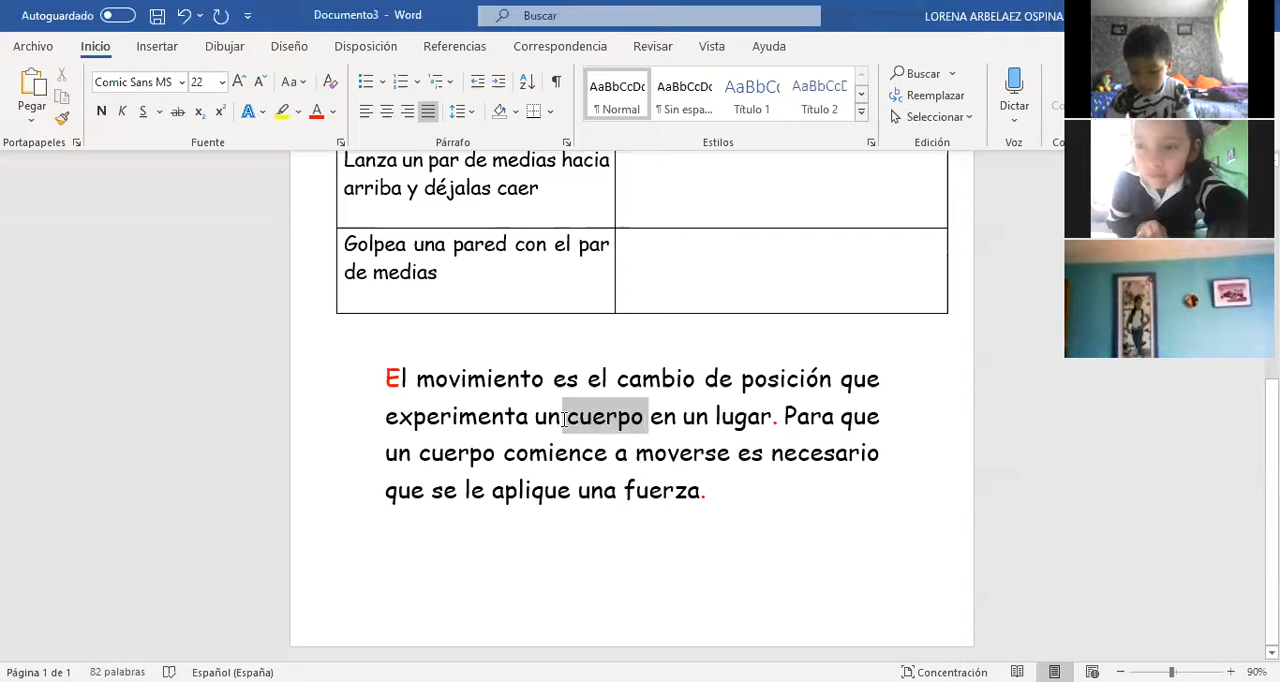 Autoguardado
Documento3 - Word
Buscar
LORENA ARBELAEZ OSPINA
Archivo Inicio Insertar Dibujar Diseño Disposición Referencias Correspondencia Revisar Vista Ayuda
Pegar
Comic Sans MS 22
Aa
N K S ab x₂ x²
A A
AaBbCcDc AaBbCcDc AaBbCc AaBbCcD
¶ Normal ¶ Sin espa... Título 1 Título 2
Buscar
Reemplazar
Seleccionar
Dictar
Portapapeles Fuente Párrafo Estilos Edición Voz
Lanza un par de medias hacia
arriba y déjalas caer
Golpea una pared con el par
de medias
El movimiento es el cambio de posición que
experimenta un cuerpo en un lugar. Para que
un cuerpo comience a moverse es necesario
que se le aplique una fuerza.
Página 1 de 1 82 palabras Español (España) Concentración 90%